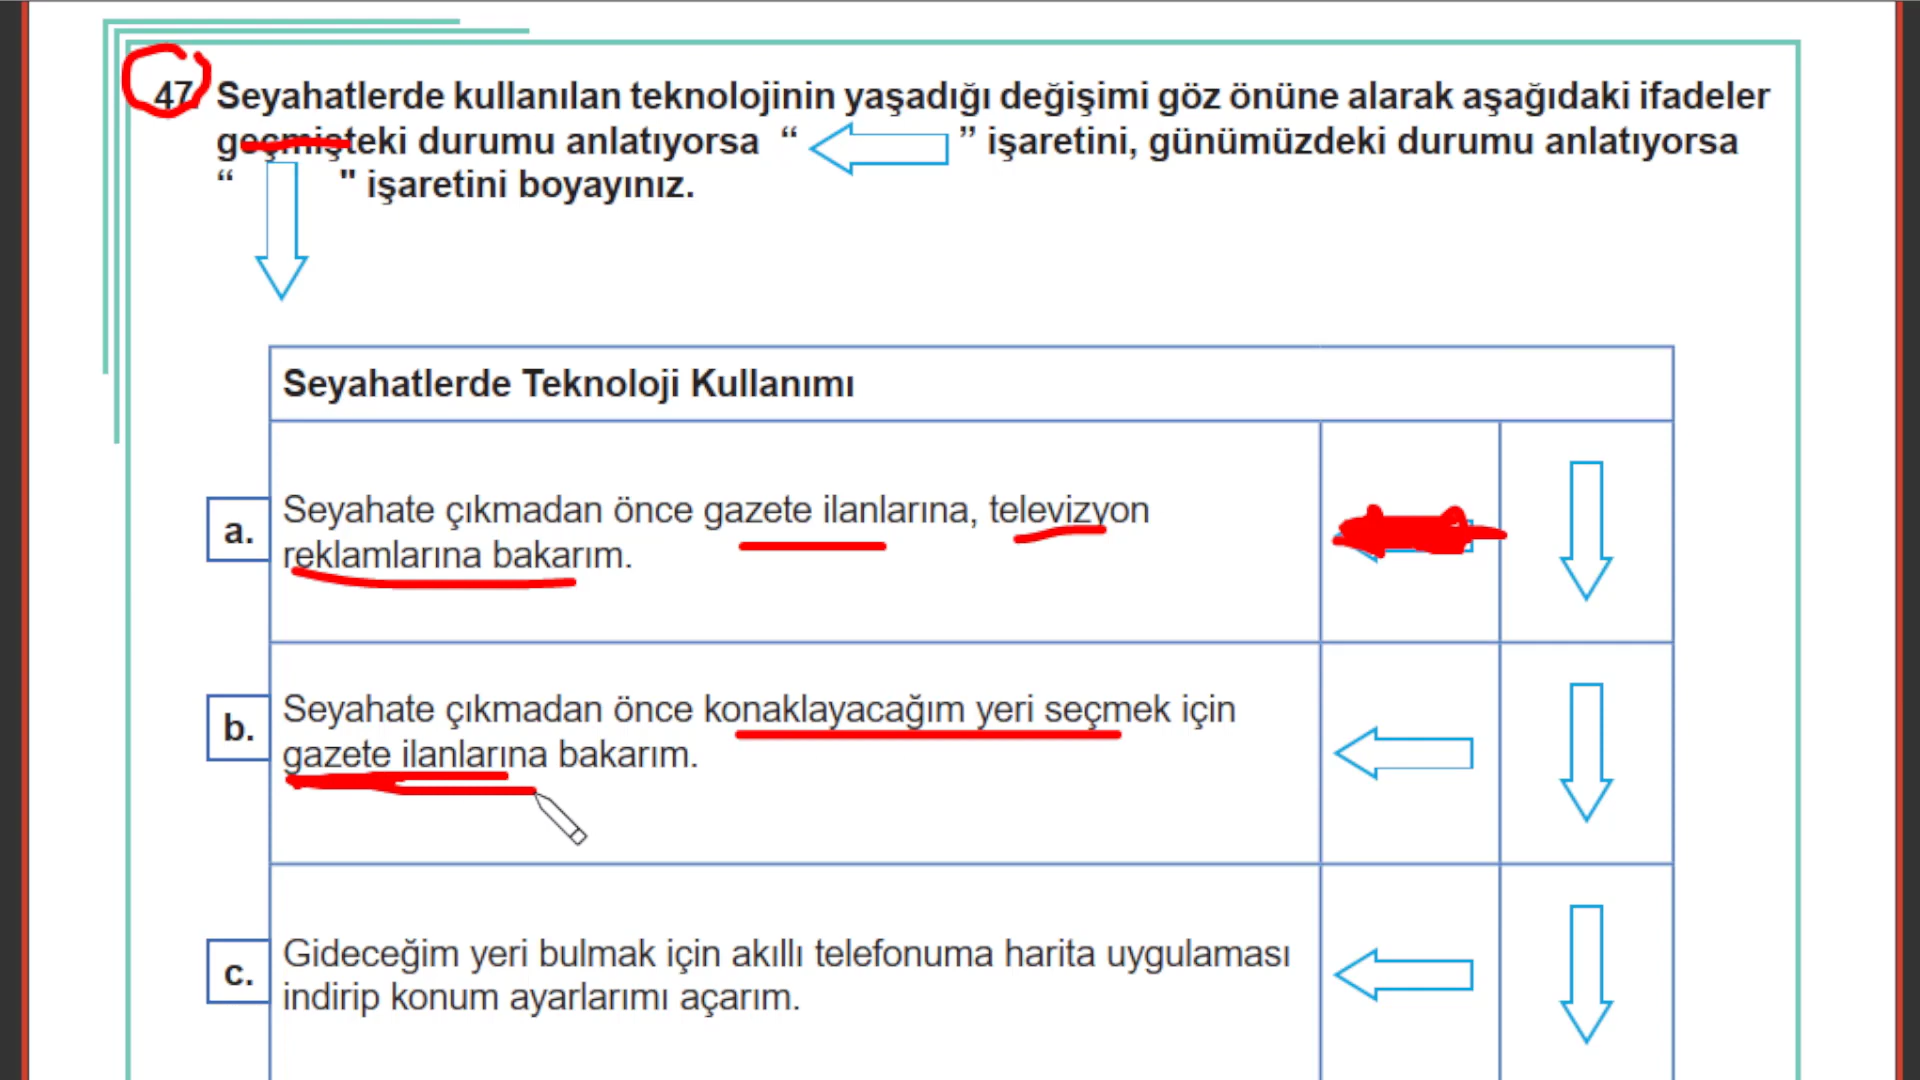 47. Seyahatlerde kullanılan teknolojinin yaşadığı değişimi göz önüne alarak aşağıdaki ifadeler
geçmişteki durumu anlatıyorsa “ ” işaretini, günümüzdeki durumu anlatıyorsa
“ " işaretini boyayınız.
Seyahatlerde Teknoloji Kullanımı
a. Seyahate çıkmadan önce gazete ilanlarına, televizyon
reklamlarına bakarım.
b. Seyahate çıkmadan önce konaklayacağım yeri seçmek için
gazete ilanlarına bakarım.
c. Gideceğim yeri bulmak için akıllı telefonuma harita uygulaması
indirip konum ayarlarımı açarım.